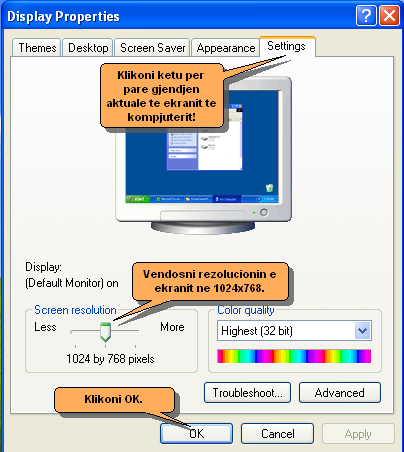 Display Properties
Themes
Desktop
Screen Saver
Appearance
Settings
Klikoni ketu per
pare gjendjen
aktuale te ekranit te
kompjuterit!
Display:
(Default Monitor) on
Vendosni rezolucionin e
ekranit ne 1024x768.
Screen resolution
Less
More
1024 by 768 pixels
Color quality
Highest (32 bit)
Troubleshoot...
Advanced
Klikoni OK.
OK
Cancel
Apply